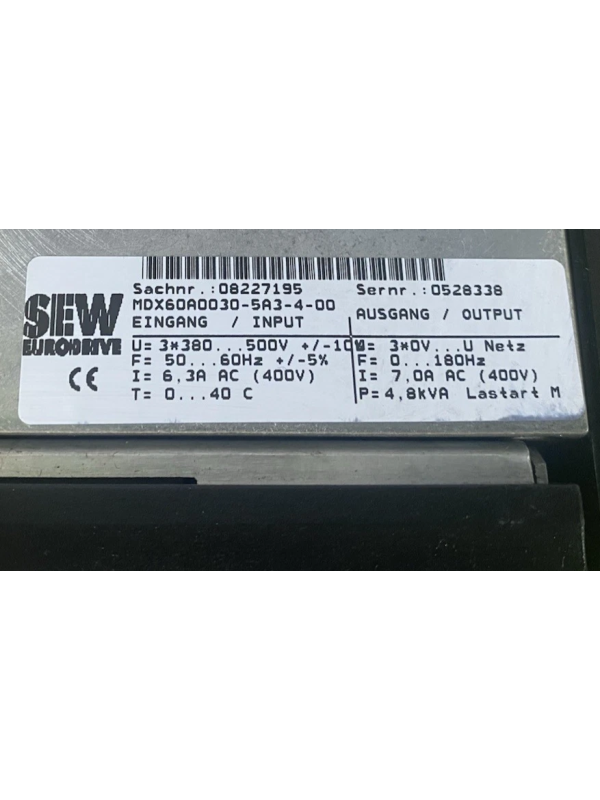 Sachnr.:08227195 Sernr.:0528338
MDX60A0030-5A3-4-00
EINGANG / INPUT AUSGANG / OUTPUT
SEW
EURODRIVE
CE
U= 3*380...500V +/-10% U= 3*0V...U Netz
F= 50...60Hz +/-5% F= 0...180Hz
I= 6,3A AC (400V) I= 7,0A AC (400V)
T= 0...40 C P= 4,8kVA Lastart M